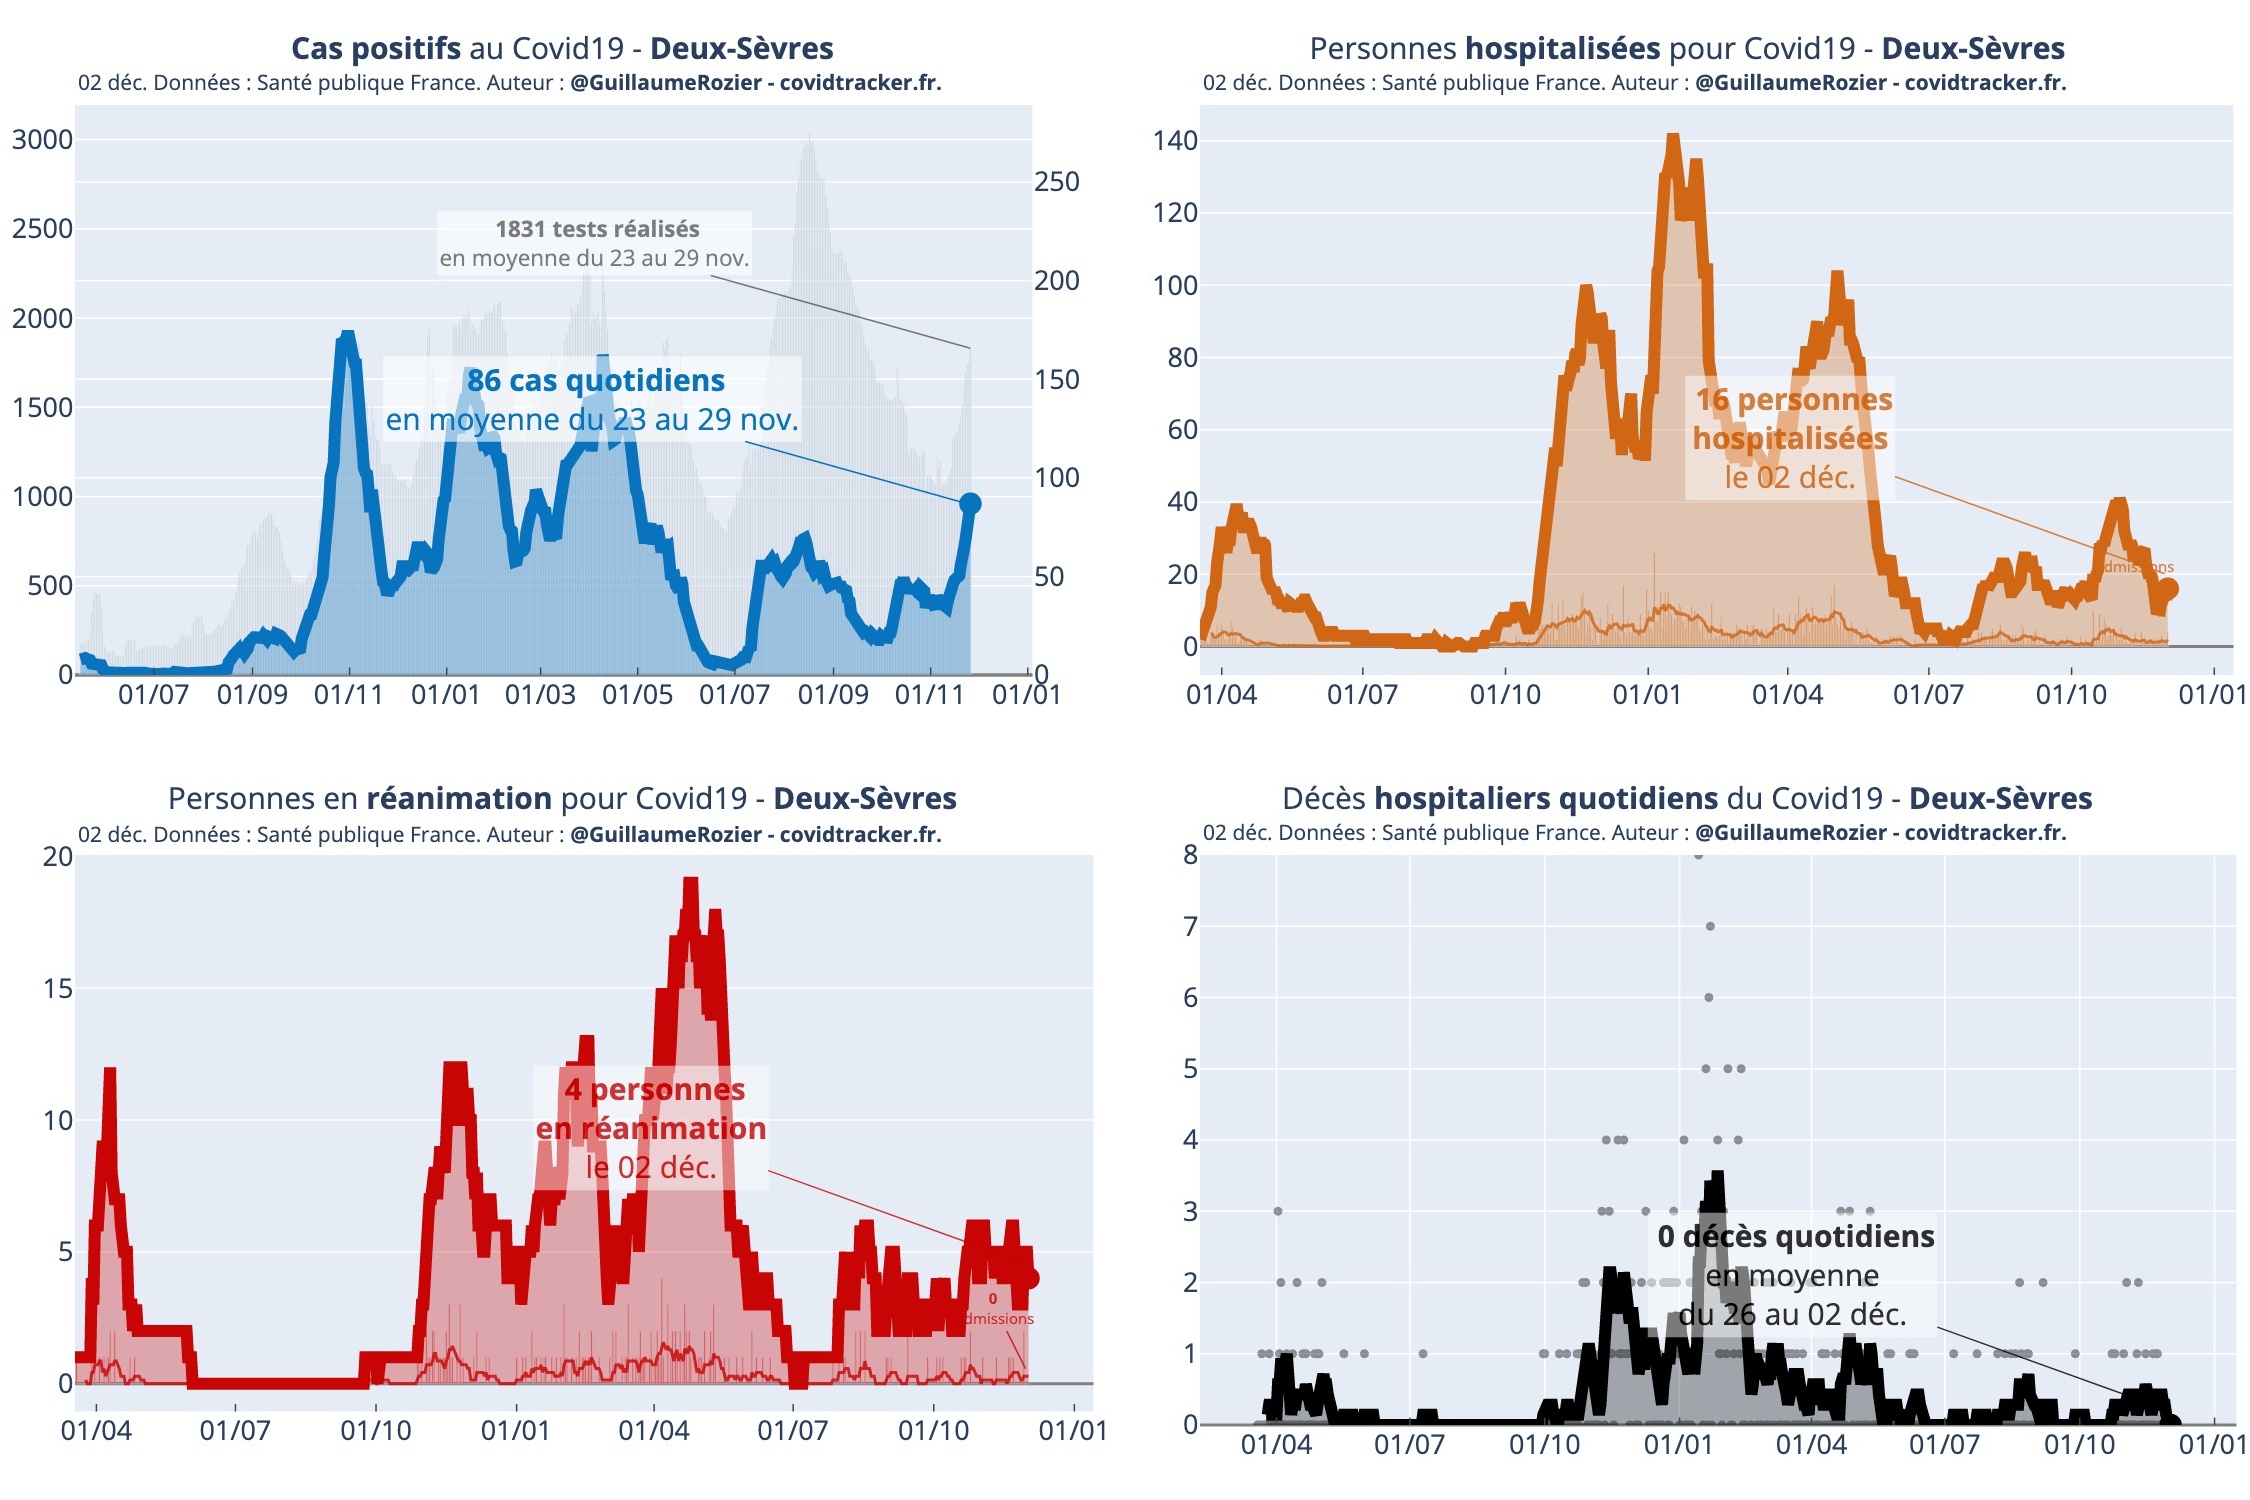 Cas positifs au Covid19 - Deux-Sèvres
02 déc. Données : Santé publique France. Auteur : @GuillaumeRozier - covidtracker.fr.
3000
2500
2000
1500
1000
500
0
250
200
150
100
50
0
1831 tests réalisés
en moyenne du 23 au 29 nov.
86 cas quotidiens
en moyenne du 23 au 29 nov.
01/07 01/09 01/11 01/01 01/03 01/05 01/07 01/09 01/11 01/01
Personnes hospitalisées pour Covid19 - Deux-Sèvres
02 déc. Données : Santé publique France. Auteur : @GuillaumeRozier - covidtracker.fr.
140
120
100
80
60
40
20
0
16 personnes
hospitalisées
le 02 déc.
dmissions
01/04 01/07 01/10 01/01 01/04 01/07 01/10 01/01
Personnes en réanimation pour Covid19 - Deux-Sèvres
02 déc. Données : Santé publique France. Auteur : @GuillaumeRozier - covidtracker.fr.
20
15
10
5
0
4 personnes
en réanimation
le 02 déc.
0
dmissions
01/04 01/07 01/10 01/01 01/04 01/07 01/10 01/01
Décès hospitaliers quotidiens du Covid19 - Deux-Sèvres
02 déc. Données : Santé publique France. Auteur : @GuillaumeRozier - covidtracker.fr.
8
7
6
5
4
3
2
1
0
0 décès quotidiens
en moyenne
du 26 au 02 déc.
01/04 01/07 01/10 01/01 01/04 01/07 01/10 01/01